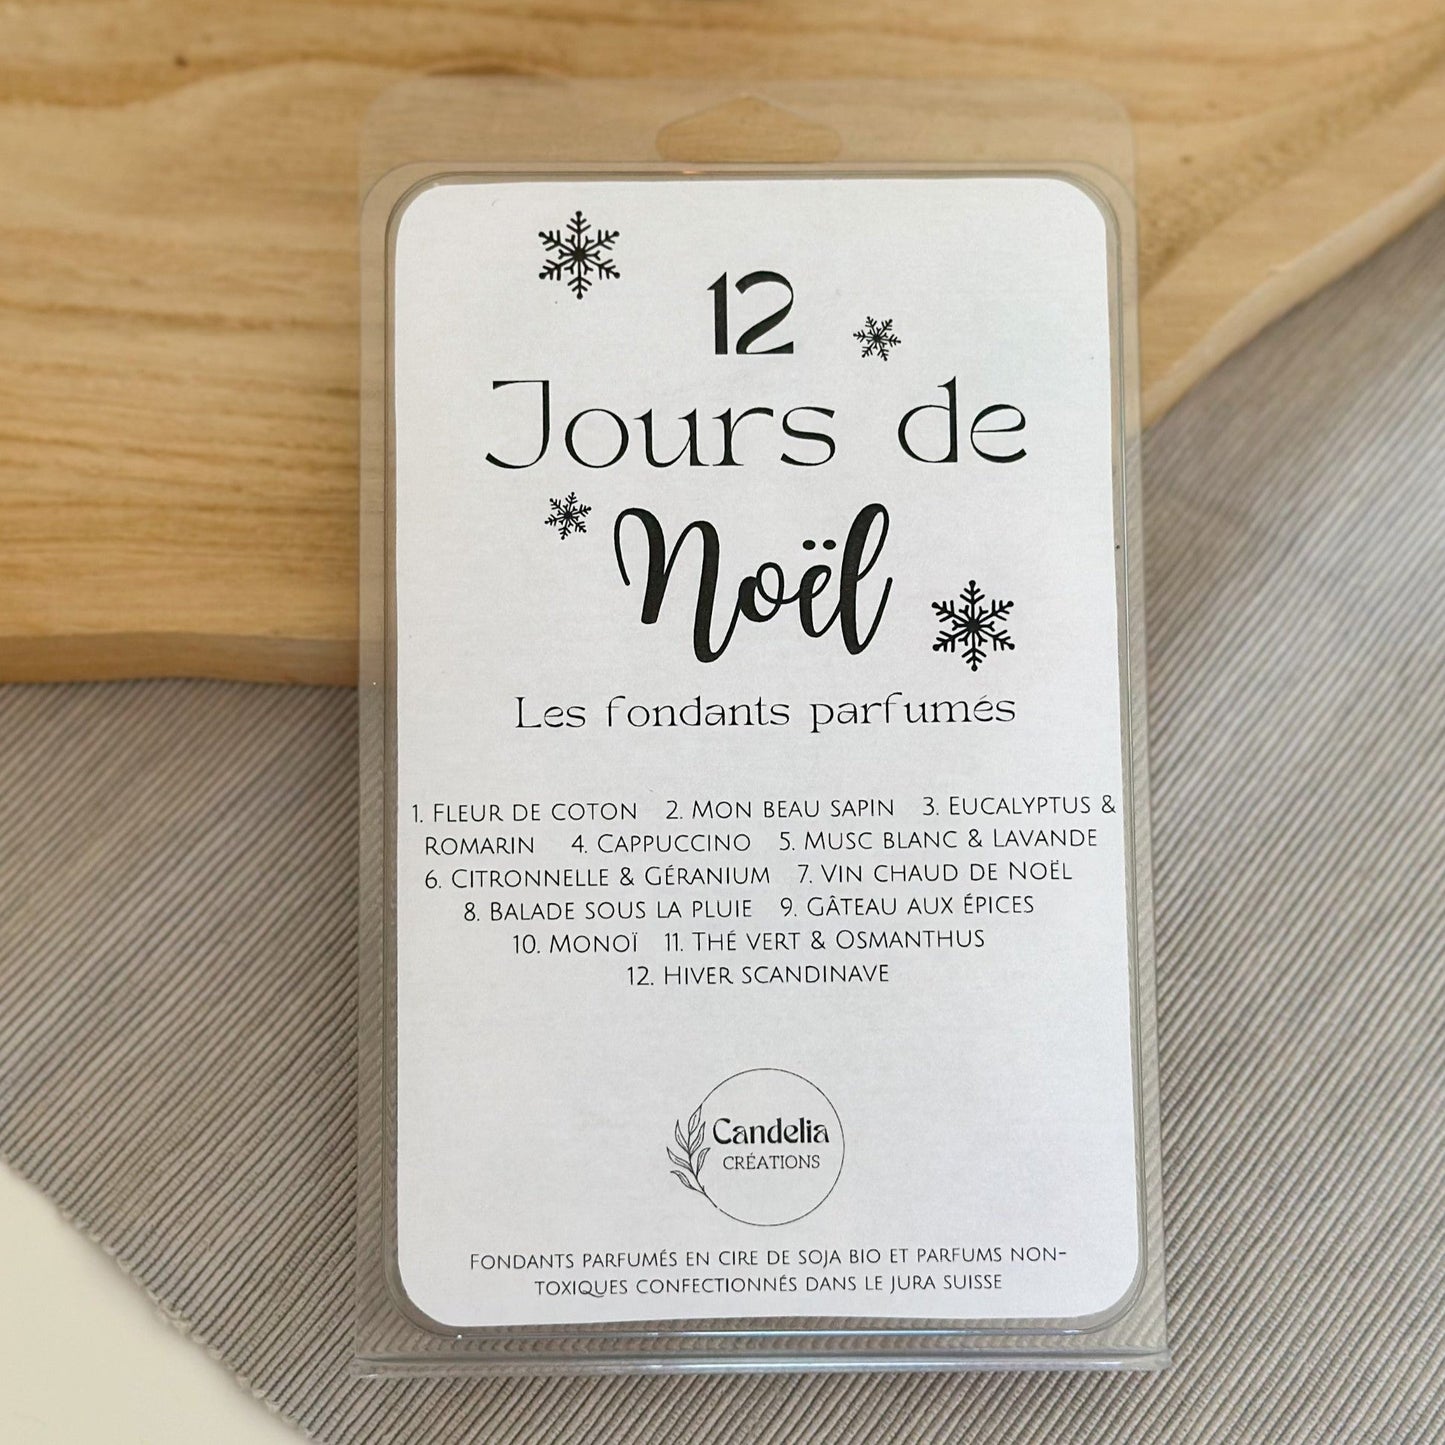 12
Jours de
Noël
Les fondants parfumés
1. Fleur de coton 2. Mon beau sapin 3. Eucalyptus &
Romarin 4. Cappuccino 5. Musc blanc & Lavande
6. Citronnelle & Géranium 7. Vin chaud de Noël
8. Balade sous la pluie 9. Gâteau aux épices
10. Monoï 11. Thé vert & Osmanthus
12. Hiver scandinave
Candelia
CRÉATIONS
Fondants parfumés en cire de soja bio et parfums non-
toxiques confectionnés dans le jura suisse